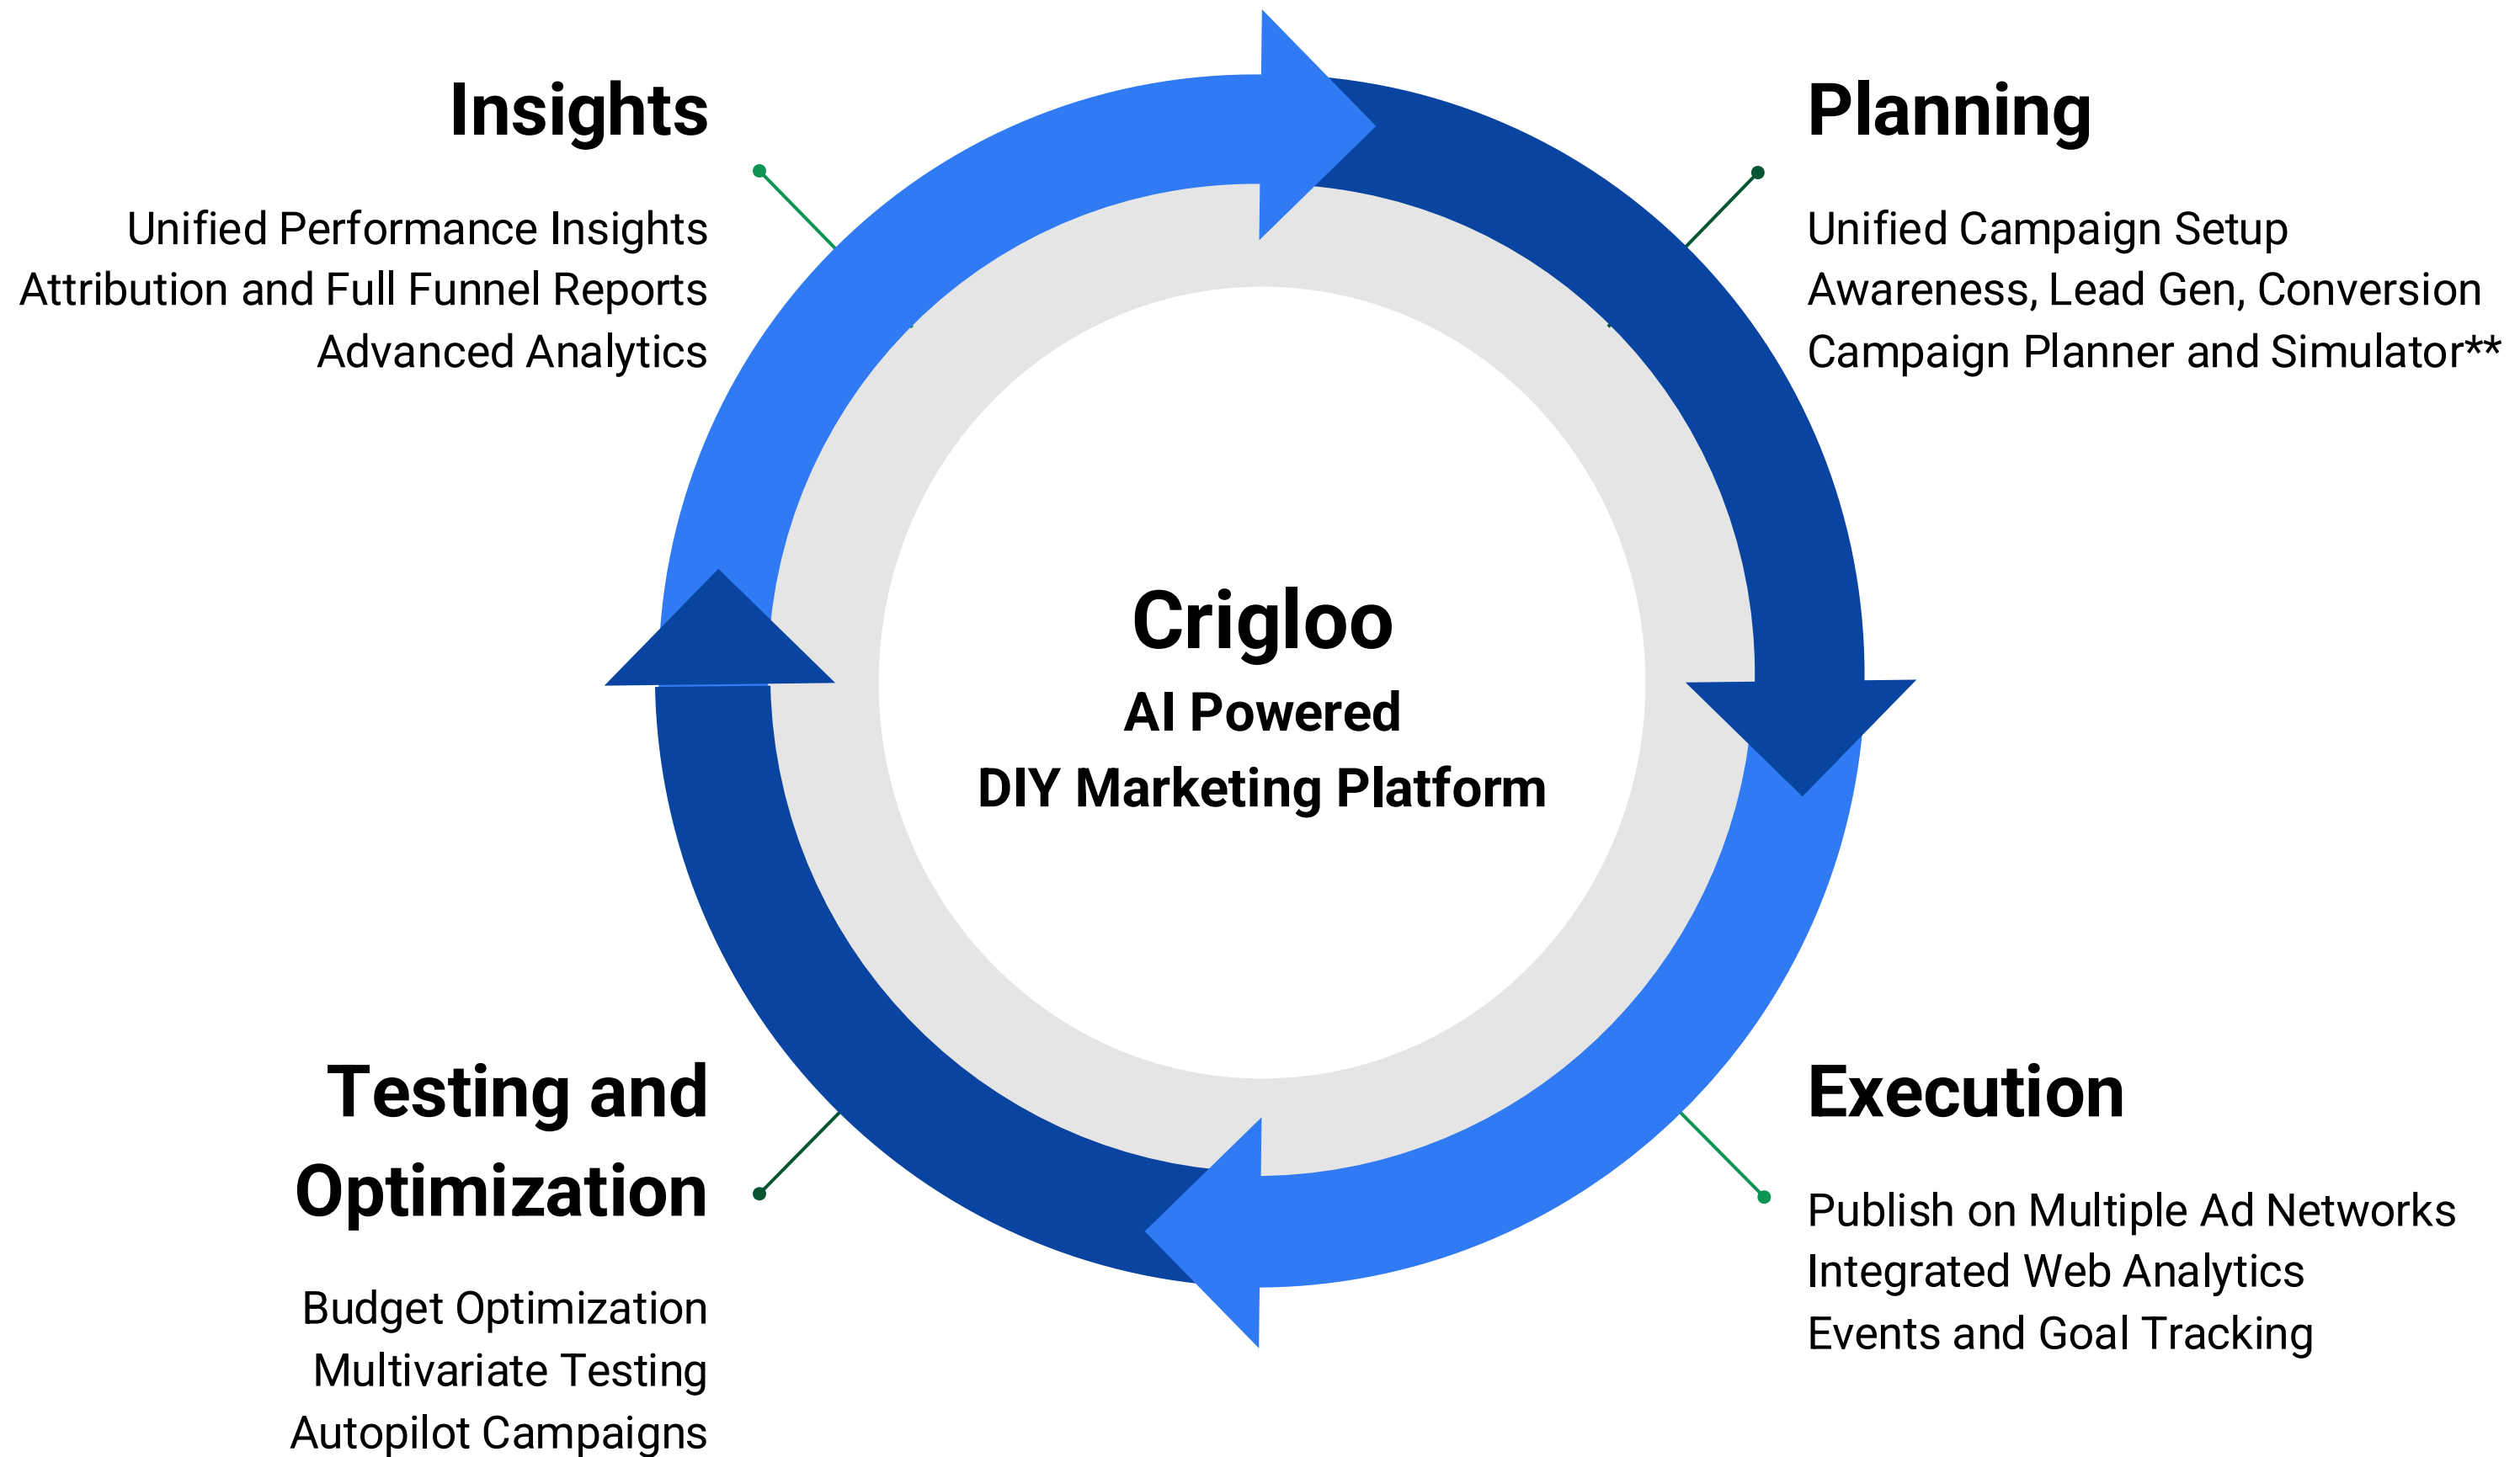 Insights
Unified Performance Insights
Attribution and Full Funnel Reports
Advanced Analytics
Planning
Unified Campaign Setup
Awareness, Lead Gen, Conversion
Campaign Planner and Simulator**
Crigloo
AI Powered
DIY Marketing Platform
Testing and
Optimization
Budget Optimization
Multivariate Testing
Autopilot Campaigns
Execution
Publish on Multiple Ad Networks
Integrated Web Analytics
Events and Goal Tracking